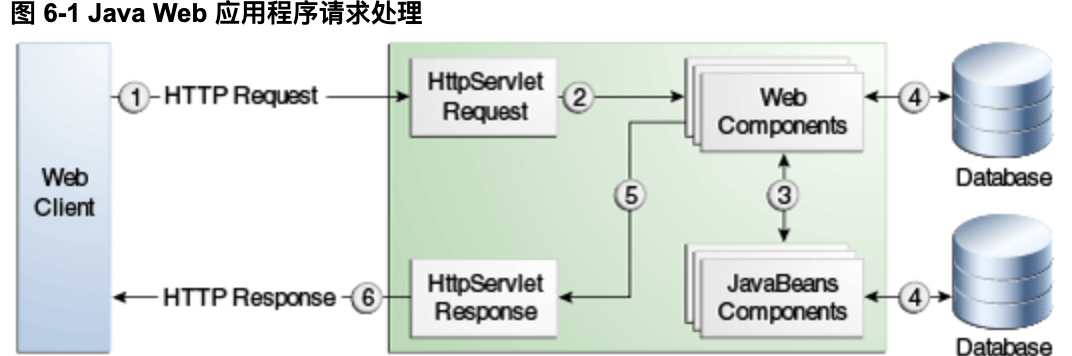 图 6-1 Java Web 应用程序请求处理
1 HTTP Request
HttpServlet
Request
2
Web
Components
4
Database
Web
Client
5
3
6 HTTP Response
HttpServlet
Response
JavaBeans
Components
4
Database